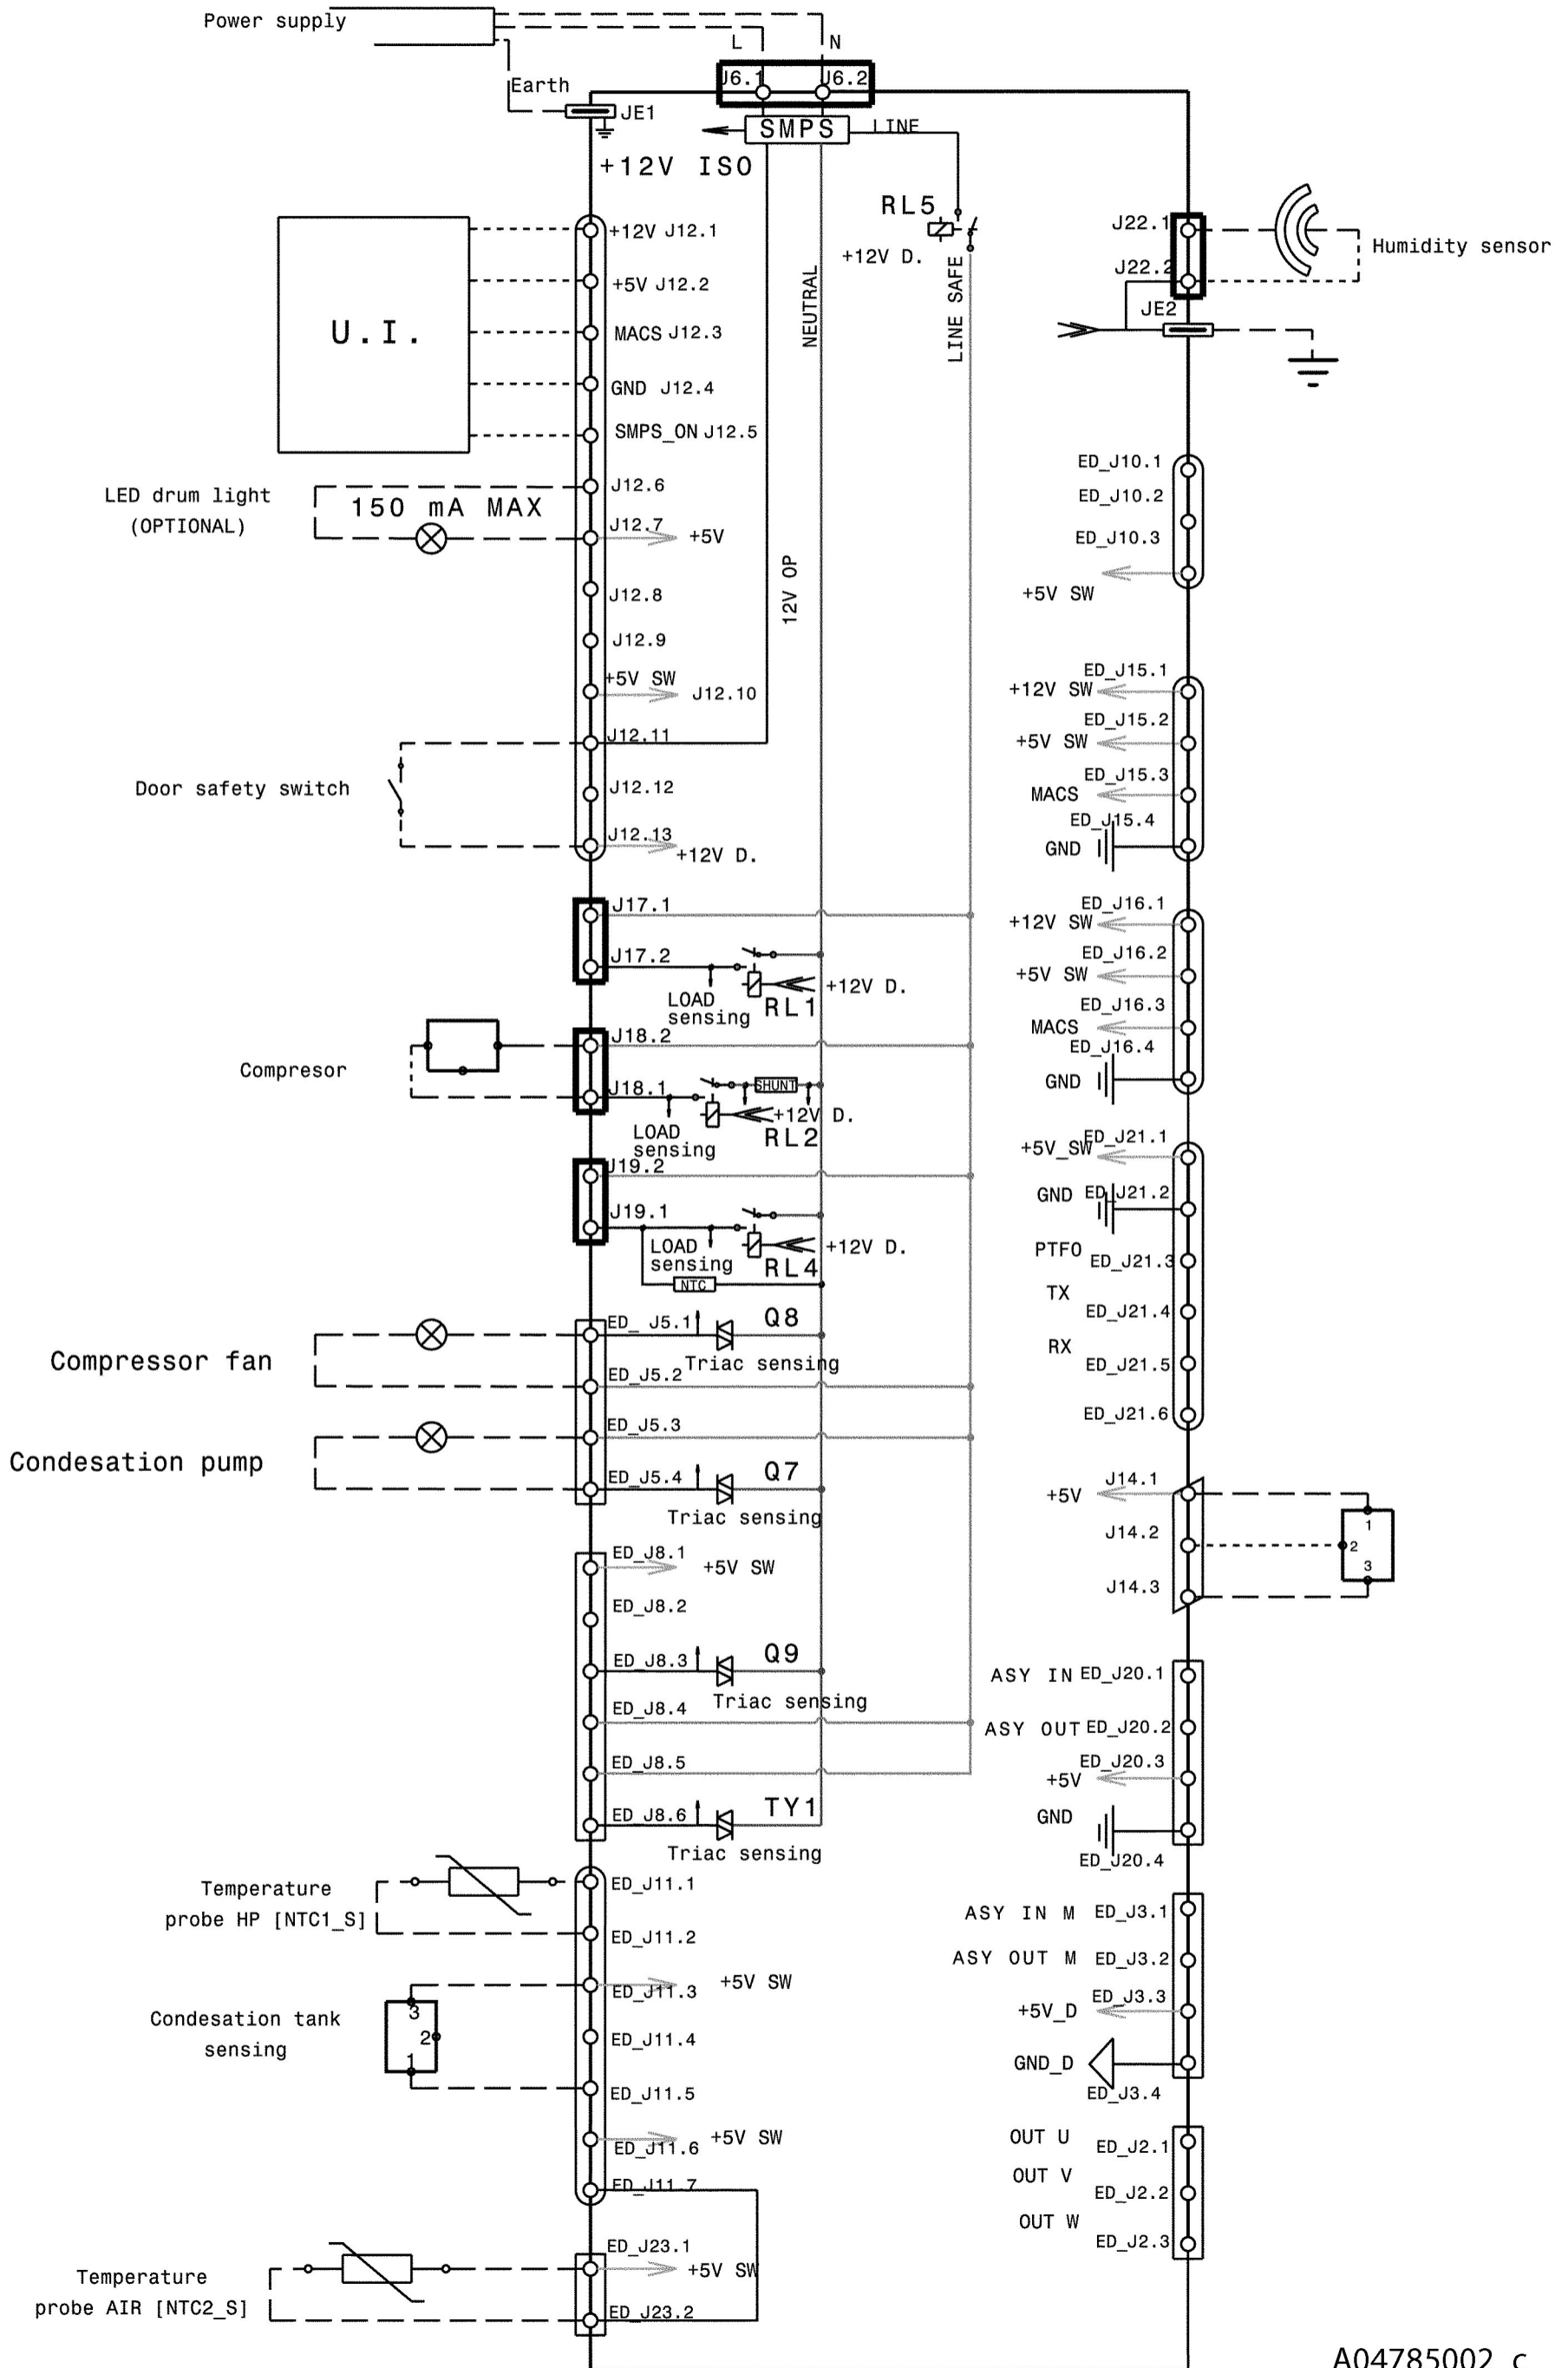 Power supply
L
N
J6.1
J6.2
Earth
JE1
SMPS
LINE
+12V ISO
RL5
+12V D.
NEUTRAL
LINE SAFE
12V OP
U.I.
+12V J12.1
+5V J12.2
MACS J12.3
GND J12.4
SMPS_ON J12.5
LED drum light
(OPTIONAL)
150 mA MAX
J12.6
J12.7
+5V
J12.8
J12.9
+5V SW
J12.10
J12.11
Door safety switch
J12.12
J12.13
+12V D.
J17.1
J17.2
LOAD
sensing
RL1
+12V D.
Compresor
J18.2
J18.1
SHUNT
+12V D.
LOAD
sensing
RL2
J19.2
J19.1
LOAD
sensing
RL4
+12V D.
NTC
Compressor fan
ED_ J5.1
Q8
Triac sensing
ED_J5.2
Condesation pump
ED_J5.3
ED_J5.4
Q7
Triac sensing
ED_J8.1
+5V SW
ED_J8.2
ED_J8.3
Q9
Triac sensing
ED_J8.4
ED_J8.5
ED_J8.6
TY1
Triac sensing
Temperature
probe HP [NTC1_S]
ED_J11.1
ED_J11.2
Condesation tank
sensing
3
2
1
ED_J11.3
+5V SW
ED_J11.4
ED_J11.5
ED_J11.6
+5V SW
ED_J11.7
Temperature
probe AIR [NTC2_S]
ED_J23.1
+5V SW
ED_J23.2
J22.1
J22.2
Humidity sensor
JE2
ED_J10.1
ED_J10.2
ED_J10.3
+5V SW
ED_J15.1
+12V SW
ED_J15.2
+5V SW
ED_J15.3
MACS
ED_J15.4
GND
ED_J16.1
+12V SW
ED_J16.2
+5V SW
ED_J16.3
MACS
ED_J16.4
GND
ED_J21.1
+5V_SW
GND ED_J21.2
PTFO
ED_J21.3
TX
ED_J21.4
RX
ED_J21.5
ED_J21.6
J14.1
+5V
J14.2
J14.3
1
2
3
ASY IN ED_J20.1
ASY OUT ED_J20.2
ED_J20.3
+5V
GND
ED_J20.4
ASY IN M ED_J3.1
ASY OUT M ED_J3.2
ED_J3.3
+5V_D
GND_D
ED_J3.4
OUT U
ED_J2.1
OUT V
ED_J2.2
OUT W
ED_J2.3
A04785002_c